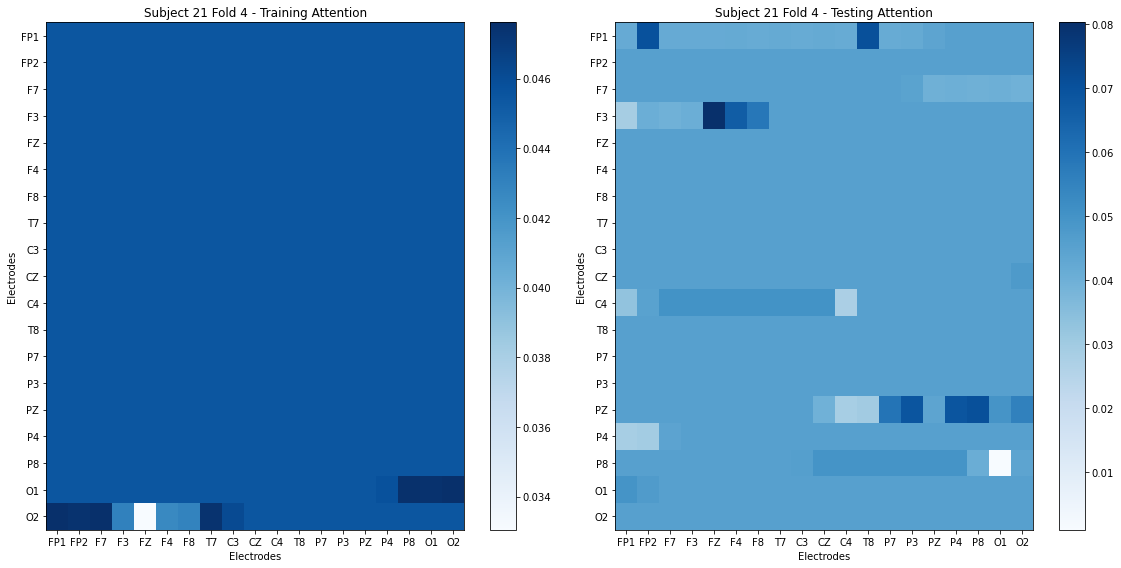 Subject 21 Fold 4 - Training Attention
FP1
FP2
F7
F3
FZ
F4
F8
T7
C3
CZ
C4
T8
P7
P3
PZ
P4
P8
O1
O2
Electrodes
FP1 FP2 F7 F3 FZ F4 F8 T7 C3 CZ C4 T8 P7 P3 PZ P4 P8 O1 O2
Electrodes
0.046
0.044
0.042
0.040
0.038
0.036
0.034
Subject 21 Fold 4 - Testing Attention
FP1
FP2
F7
F3
FZ
F4
F8
T7
C3
CZ
C4
T8
P7
P3
PZ
P4
P8
O1
O2
Electrodes
FP1 FP2 F7 F3 FZ F4 F8 T7 C3 CZ C4 T8 P7 P3 PZ P4 P8 O1 O2
Electrodes
0.08
0.07
0.06
0.05
0.04
0.03
0.02
0.01